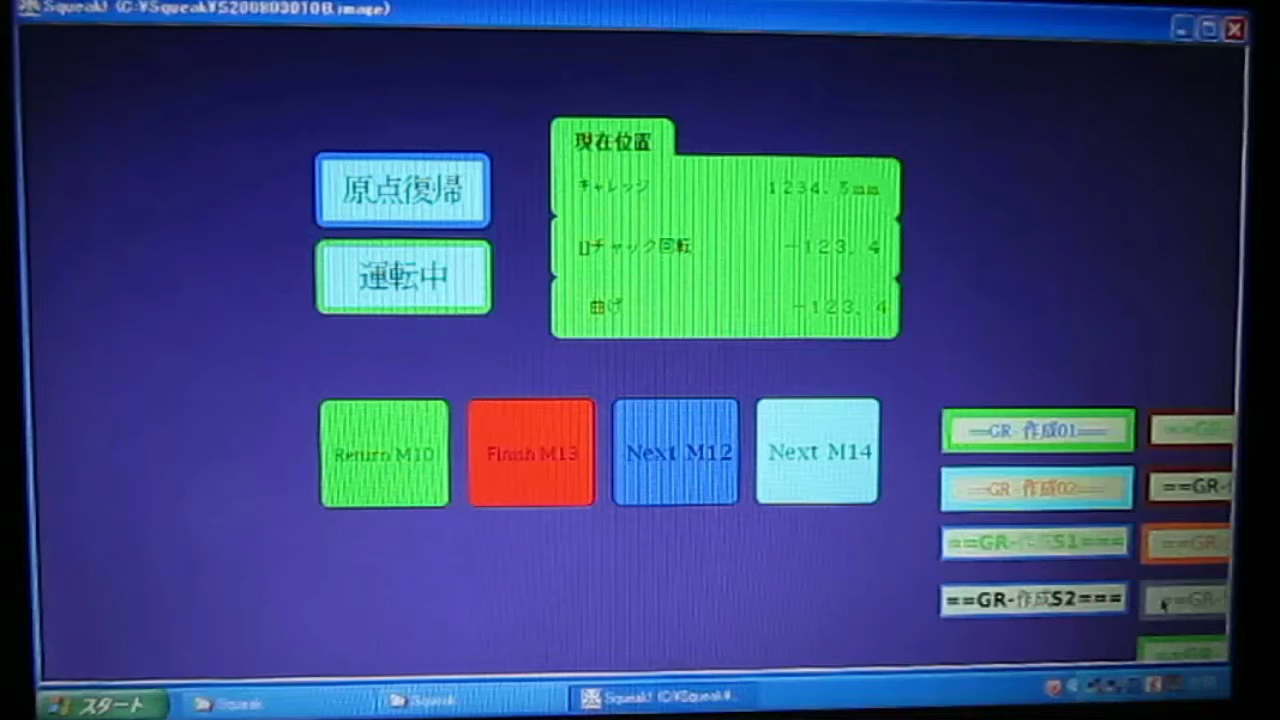 Squeak! (C:¥Squeak¥S20080301OB.image)
現在位置
キャレッジ 1234.5mm
チャック回転 -123.4
曲げ -123.4
原点復帰
運転中
Return M10
Finish M13
Next M12
Next M14
==GR-作成01==
==GR-作成02==
==GR-作成S1===
==GR-作成S2===
==GR-
==GR
スタート
Squeak
Squeak
Squeak! (C:¥Squeak¥..